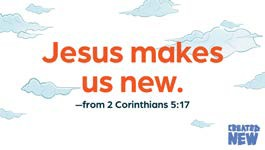 Jesus makes
us new.
—from 2 Corinthians 5:17
CREATED
NEW